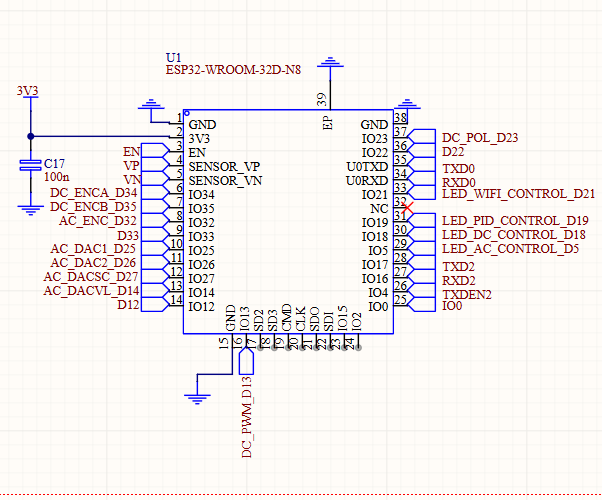 U1
ESP32-WROOM-32D-N8
3V3
C17
100n
39
EP
1 GND
2 3V3
EN 3 EN
VP 4 SENSOR_VP
VN 5 SENSOR_VN
DC_ENCA_D34 6 IO34
DC_ENCB_D35 7 IO35
AC_ENC_D32 8 IO32
D33 9 IO33
AC_DAC1_D25 10 IO25
AC_DAC2_D26 11 IO26
AC_DACSC_D27 12 IO27
AC_DACVL_D14 13 IO14
D12 14 IO12
GND 38
IO23 37 DC_POL_D23
IO22 36 D22
U0TXD 35 TXD0
U0RXD 34 RXD0
IO21 33 LED_WIFI_CONTROL_D21
NC 32
IO19 31 LED_PID_CONTROL_D19
IO18 30 LED_DC_CONTROL_D18
IO5 29 LED_AC_CONTROL_D5
IO17 28 TXD2
IO16 27 RXD2
IO4 26 TXDEN2
IO0 25 IO0
GND 15
IO13 16 DC_PWM_D13
SD2 17
SD3 18
CMD 19
CLK 20
SDO 21
SDI 22
IO15 23
IO2 24